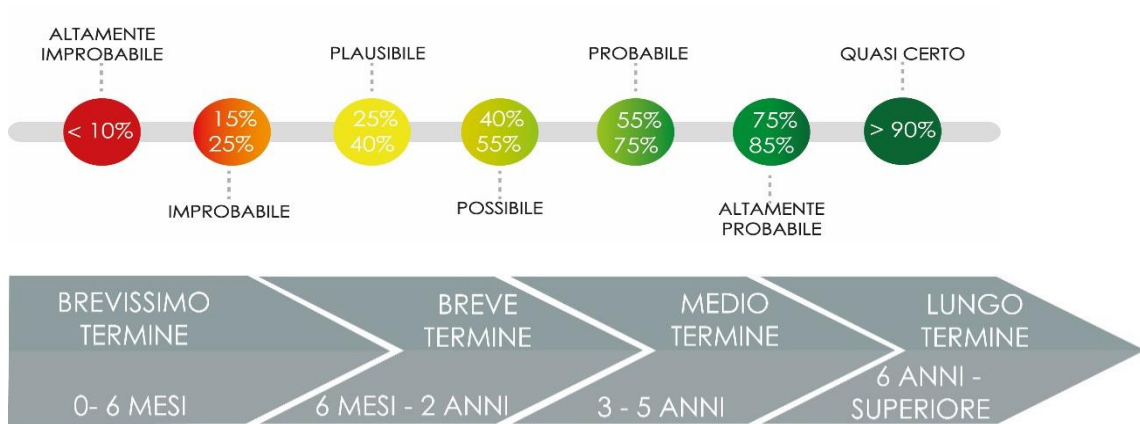 ALTAMENTE
IMPROBABILE
PLAUSIBILE
PROBABILE
QUASI CERTO
< 10%
15%
25%
25%
40%
40%
55%
55%
75%
75%
85%
> 90%
IMPROBABILE
POSSIBILE
ALTAMENTE
PROBABILE
BREVISSIMO
TERMINE
0- 6 MESI
BREVE
TERMINE
6 MESI - 2 ANNI
MEDIO
TERMINE
3 - 5 ANNI
LUNGO
TERMINE
6 ANNI -
SUPERIORE